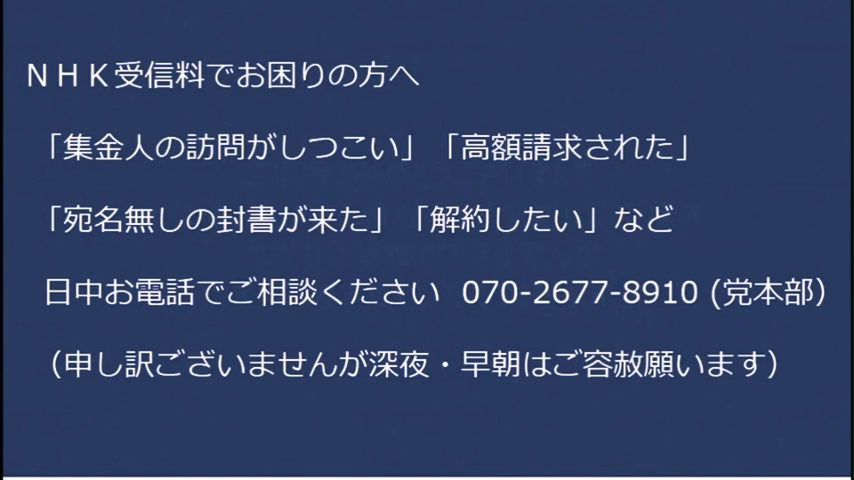 ＮＨＫ受信料でお困りの方へ
「集金人の訪問がしつこい」「高額請求された」
「宛名無しの封書が来た」「解約したい」など
日中お電話でご相談ください 070-2677-8910 (党本部）
（申し訳ございませんが深夜・早朝はご容赦願います）